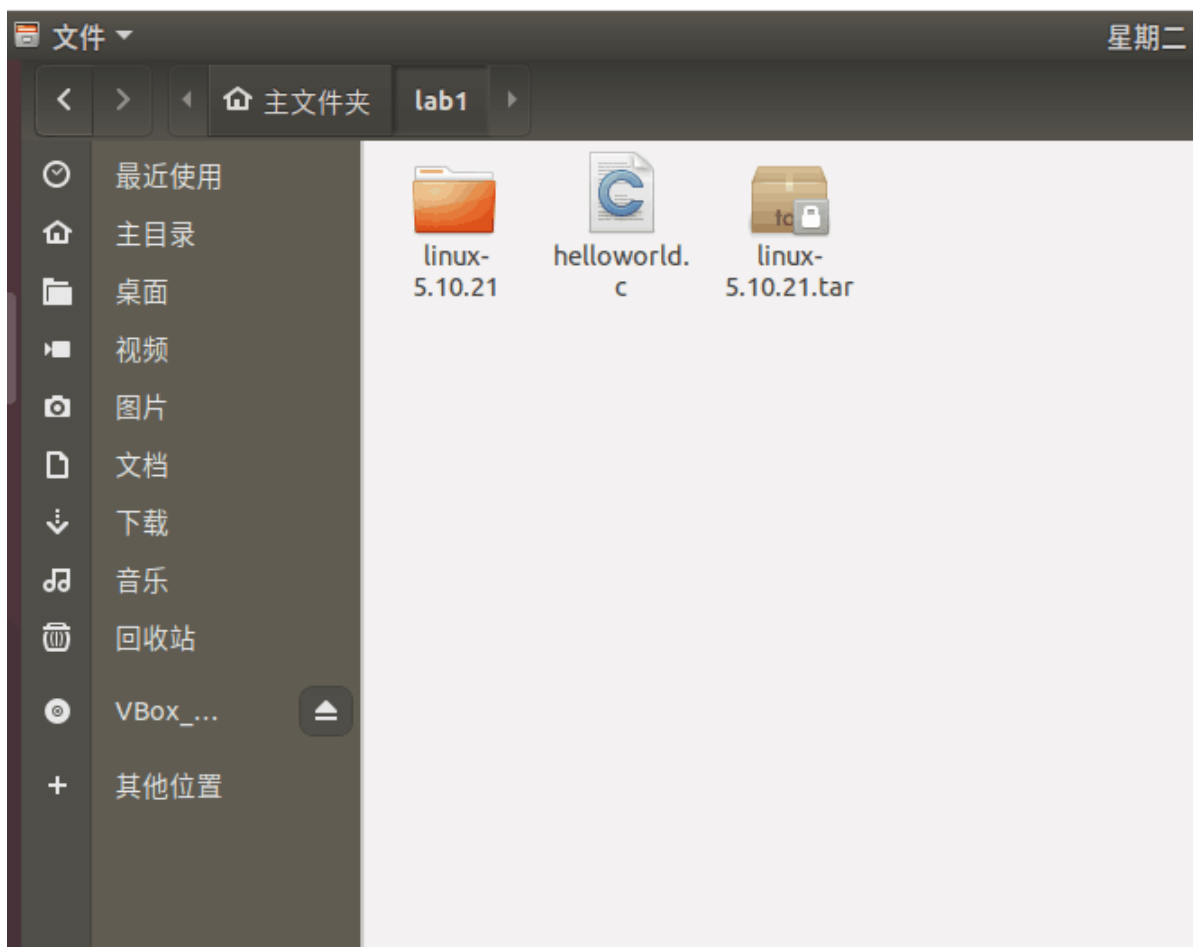 文件
星期二
主文件夹
lab1
最近使用
主目录
桌面
视频
图片
文档
下载
音乐
回收站
VBox_...
其他位置
linux-
5.10.21
helloworld.
c
linux-
5.10.21.tar